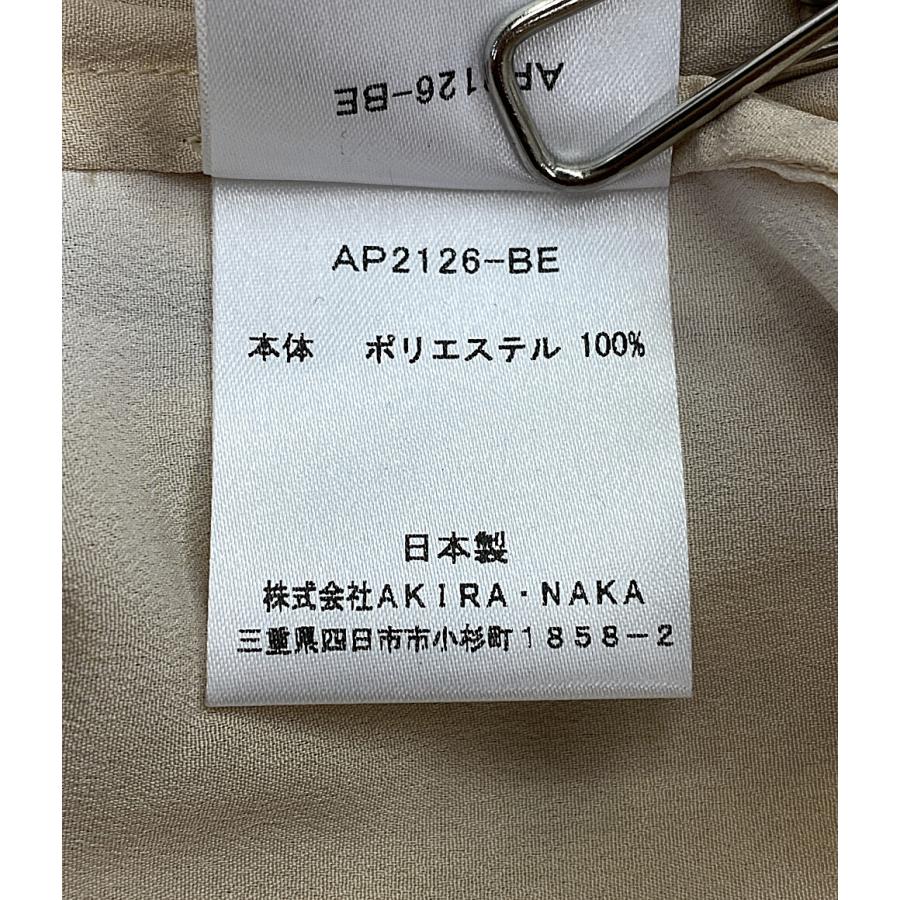 AP2126-BE
AP2126-BE
本体 ポリエステル 100%
日本製
株式会社AKIRA・NAKA
三重県四日市市小杉町1858-2